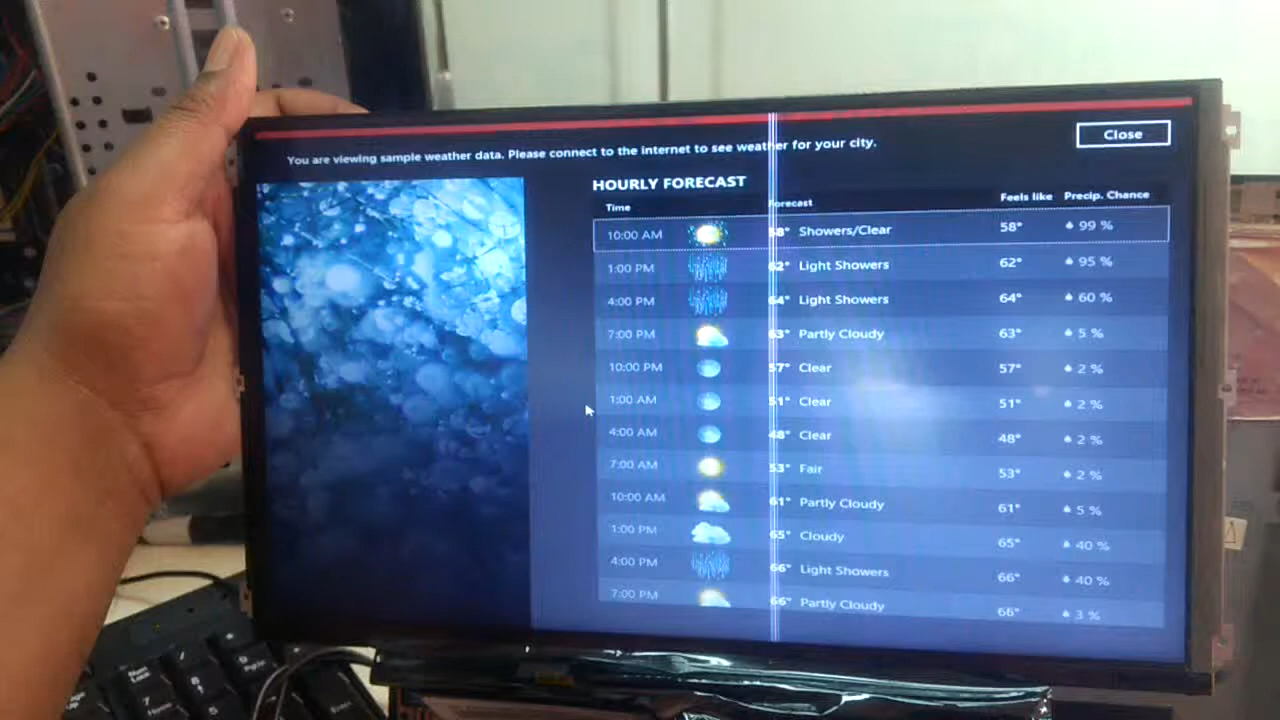 Close
You are viewing sample weather data. Please connect to the internet to see weather for your city.
HOURLY FORECAST
Time Forecast Feels like Precip. Chance
10:00 AM 58° Showers/Clear 58° 99 %
1:00 PM 62° Light Showers 62° 95 %
4:00 PM 64° Light Showers 64° 60 %
7:00 PM 63° Partly Cloudy 63° 5 %
10:00 PM 57° Clear 57° 2 %
1:00 AM 51° Clear 51° 2 %
4:00 AM 48° Clear 48° 2 %
7:00 AM 53° Fair 53° 2 %
10:00 AM 61° Partly Cloudy 61° 5 %
1:00 PM 65° Cloudy 65° 40 %
4:00 PM 66° Light Showers 66° 40 %
7:00 PM 66° Partly Cloudy 66° 3 %
Num Lock /
7 Home
Enter